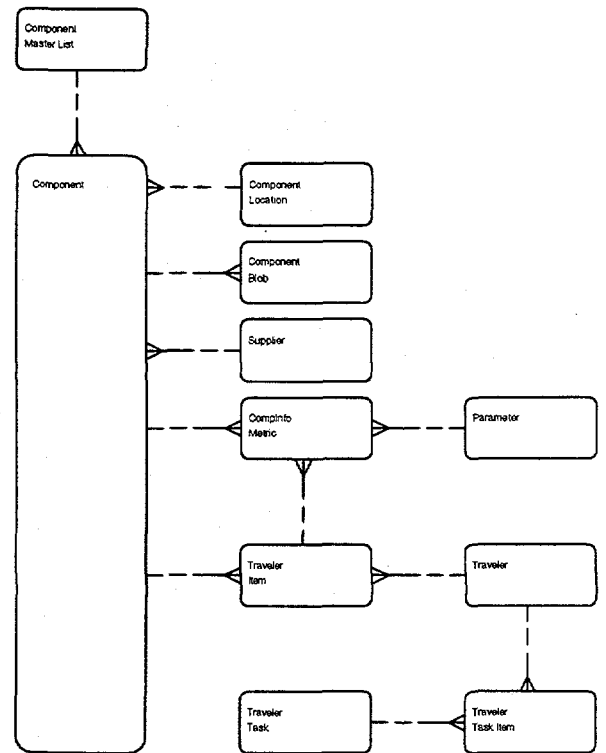 Component
Master List
Component
Component
Location
Component
Blob
Supplier
CompInfo
Metric
Parameter
Traveler
Item
Traveler
Traveler
Task
Traveler
Task Item